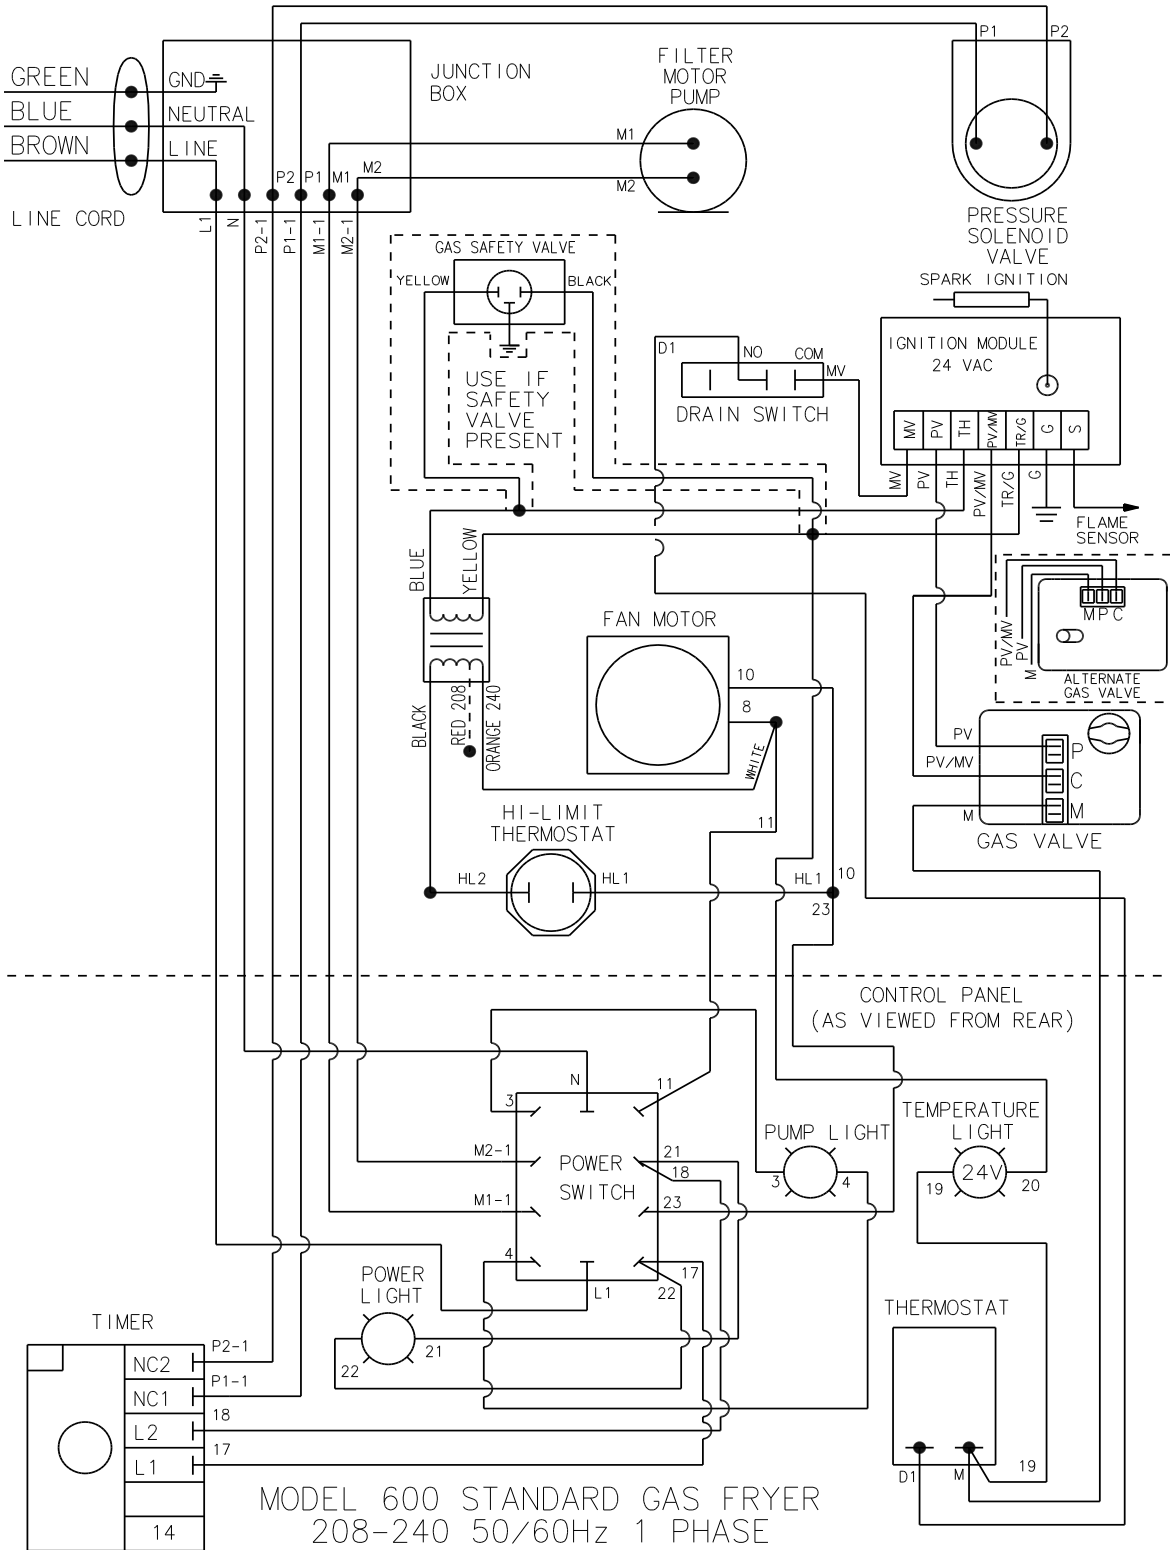 P1
P2
GREEN
GND
BLUE
NEUTRAL
BROWN
LINE
LINE CORD
JUNCTION
BOX
FILTER
MOTOR
PUMP
M1
M2
P2
P1
M1
M2
L1
N
P2-1
P1-1
M1-1
M2-1
PRESSURE
SOLENOID
VALVE
GAS SAFETY VALVE
YELLOW
BLACK
USE IF
SAFETY
VALVE
PRESENT
SPARK IGNITION
IGNITION MODULE
24 VAC
MV
PV
TH
PV/MV
TR/G
G
S
MV
PV
TH
PV/MV
TR/G
G
FLAME
SENSOR
D1
NO
COM
MV
DRAIN SWITCH
BLUE
YELLOW
BLACK
RED 208
ORANGE 240
FAN MOTOR
10
8
WHITE
11
MPC
PV/MV
PV
M
ALTERNATE
GAS VALVE
PV
PV/MV
M
P
C
M
GAS VALVE
HI-LIMIT
THERMOSTAT
HL2
HL1
HL1
10
23
CONTROL PANEL
(AS VIEWED FROM REAR)
N
11
3
M2-1
M1-1
4
POWER
SWITCH
21
18
23
17
22
L1
PUMP LIGHT
3
4
TEMPERATURE
LIGHT
24V
19
20
POWER
LIGHT
22
21
THERMOSTAT
D1
M
19
TIMER
NC2
P2-1
NC1
P1-1
L2
18
L1
17
14
MODEL 600 STANDARD GAS FRYER
208-240 50/60Hz 1 PHASE